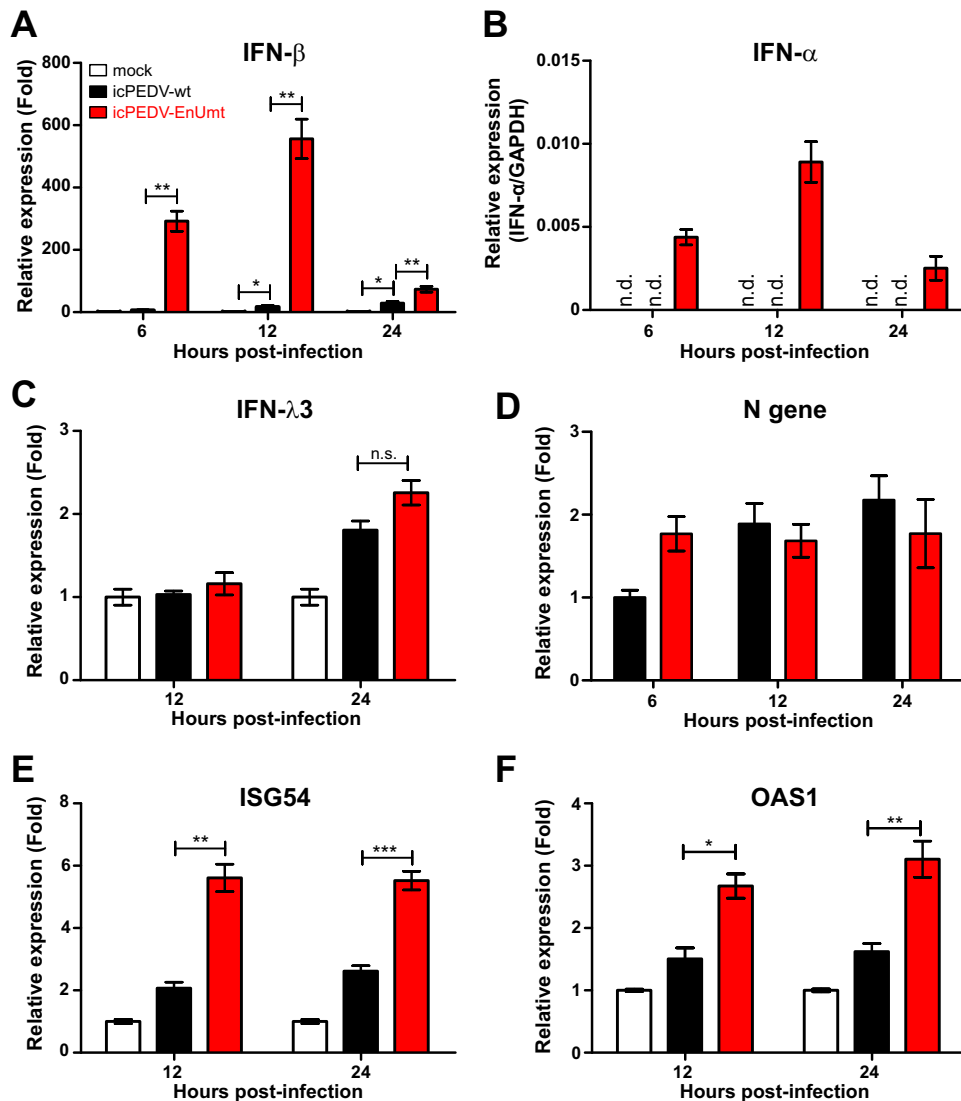 A
IFN-β
Relative expression (Fold)
800
600
400
200
0
mock
icPEDV-wt
icPEDV-EnUmt
**
**
*
*
**
6
12
24
Hours post-infection
B
IFN-α
Relative expression
(IFN-α/GAPDH)
0.015
0.010
0.005
0
n.d.
n.d.
n.d.
n.d.
n.d.
n.d.
6
12
24
Hours post-infection
C
IFN-λ3
Relative expression (Fold)
3
2
1
0
n.s.
12
24
Hours post-infection
D
N gene
Relative expression (Fold)
3
2
1
0
6
12
24
Hours post-infection
E
ISG54
Relative expression (Fold)
8
6
4
2
0
**
***
12
24
Hours post-infection
F
OAS1
Relative expression (Fold)
4
3
2
1
0
*
**
12
24
Hours post-infection